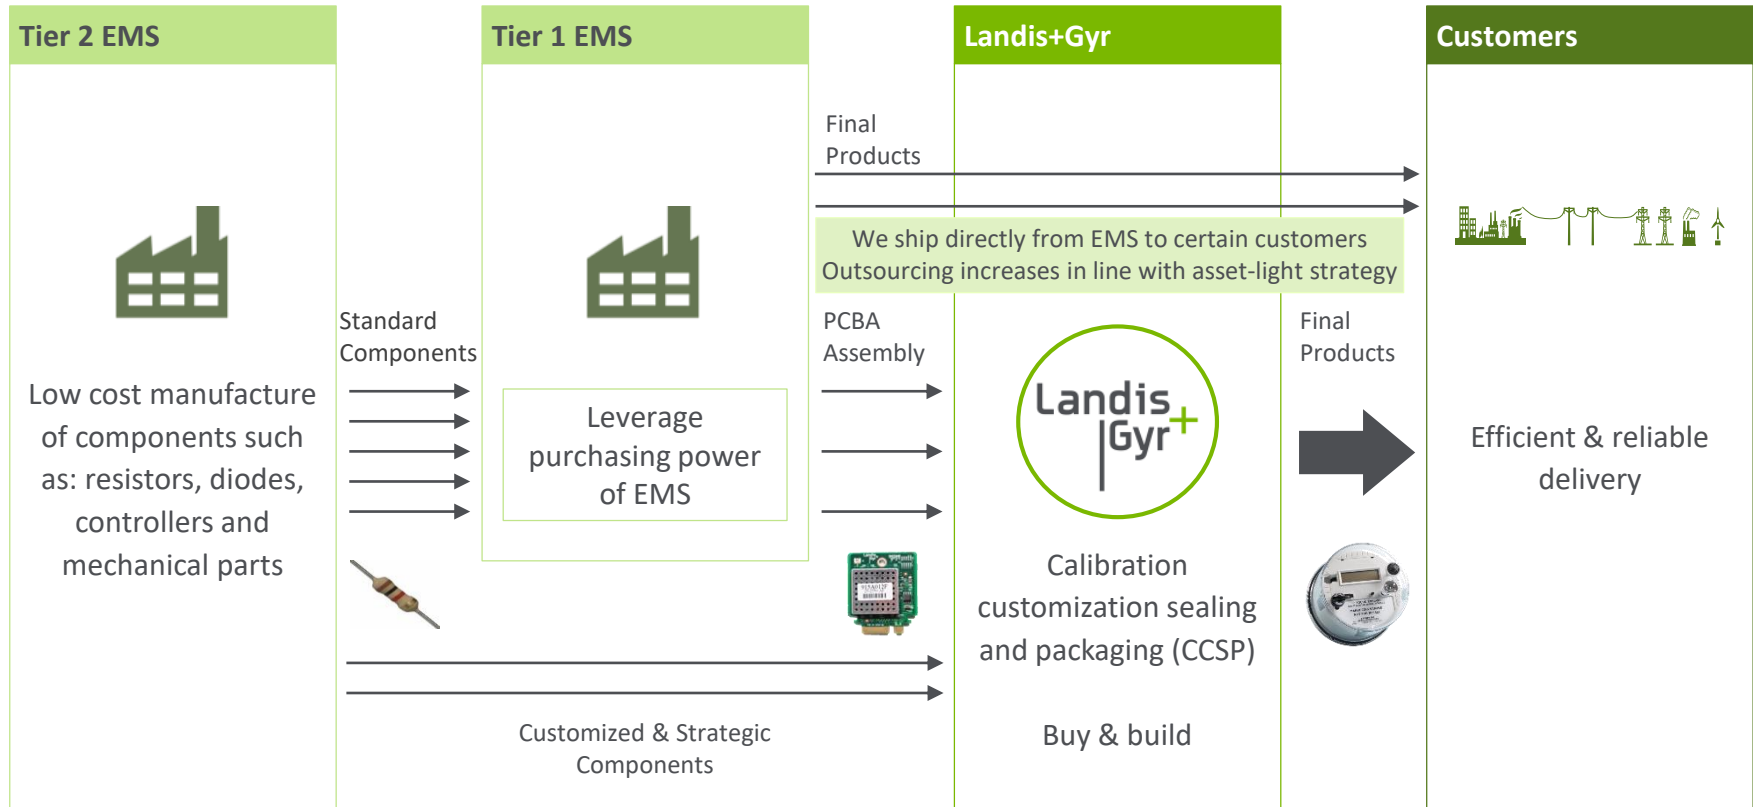 Tier 2 EMS
Tier 1 EMS
Landis+Gyr
Customers
Final
Products
We ship directly from EMS to certain customers
Outsourcing increases in line with asset-light strategy
Standard
Components
PCBA
Assembly
Final
Products
Low cost manufacture
of components such
as: resistors, diodes,
controllers and
mechanical parts
Leverage
purchasing power
of EMS
Landis
Gyr+
Efficient & reliable
delivery
Calibration
customization sealing
and packaging (CCSP)
Customized & Strategic
Components
Buy & build